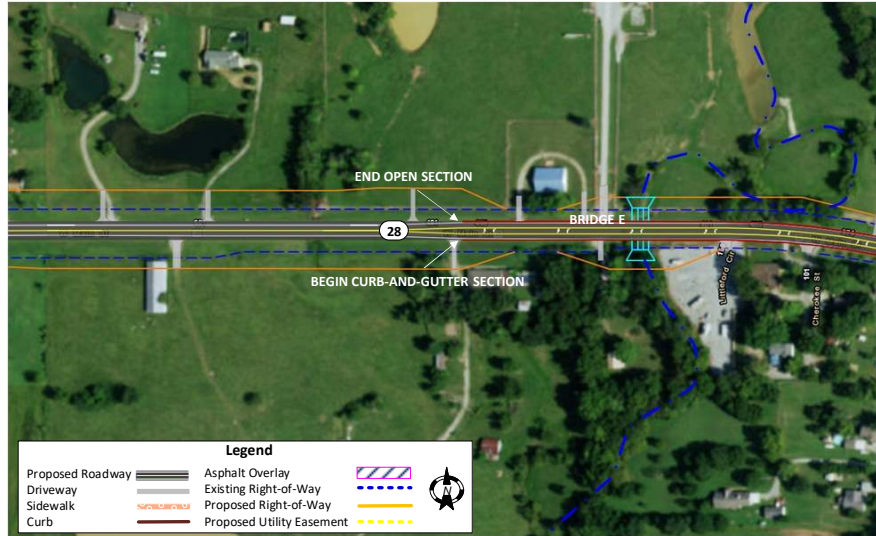 END OPEN SECTION
BRIDGE E
28
BEGIN CURB-AND-GUTTER SECTION
Littleford Cir
101
Cherokee St
Legend
Proposed Roadway
Driveway
Sidewalk
Curb
Asphalt Overlay
Existing Right-of-Way
Proposed Right-of-Way
Proposed Utility Easement
N